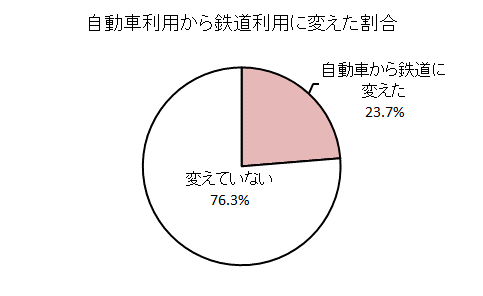 自動車利用から鉄道利用に変えた割合
自動車から鉄道に
変えた
23.7%
変えていない
76.3%